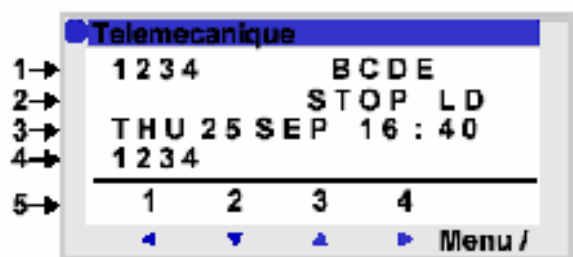 Telemecanique
1 1234 BCDE
2 STOP LD
3 THU 25 SEP 16:40
4 1234
5 1 2 3 4
Menu /